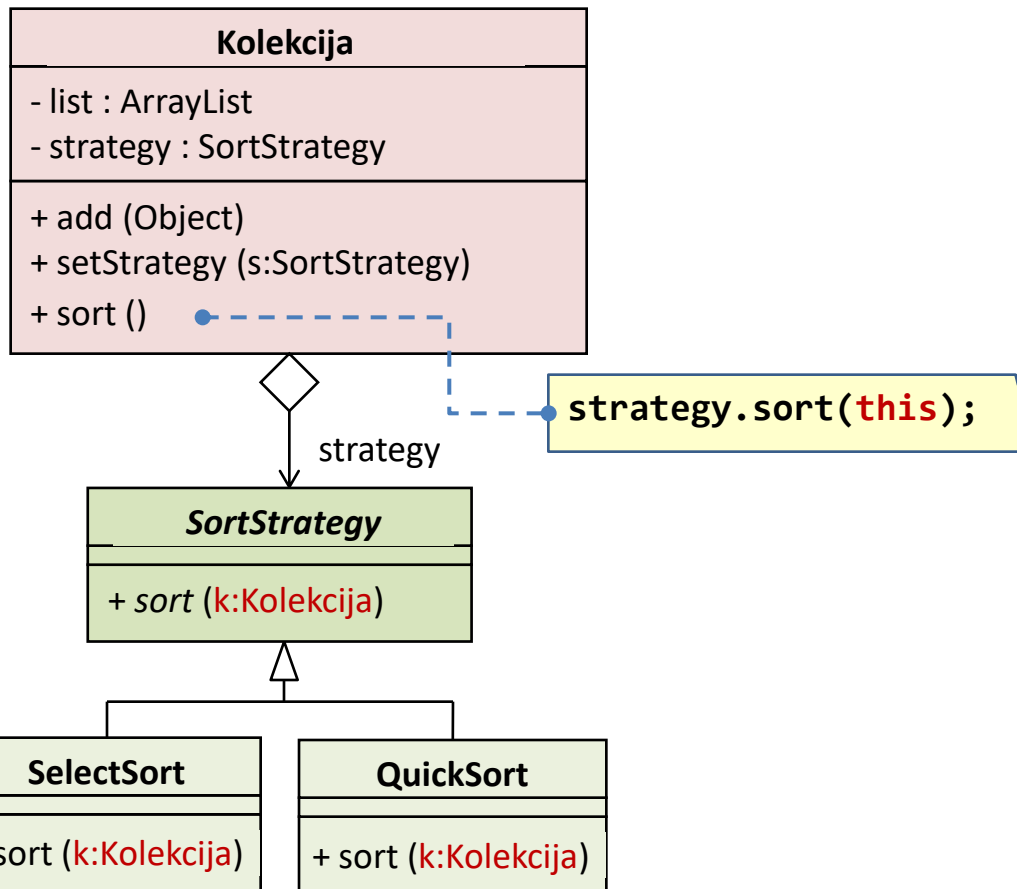 Kolekcija
- list : ArrayList
- strategy : SortStrategy
+ add (Object)
+ setStrategy (s:SortStrategy)
+ sort ()
strategy.sort(this);
strategy
SortStrategy
+ sort (k:Kolekcija)
SelectSort
sort (k:Kolekcija)
QuickSort
+ sort (k:Kolekcija)